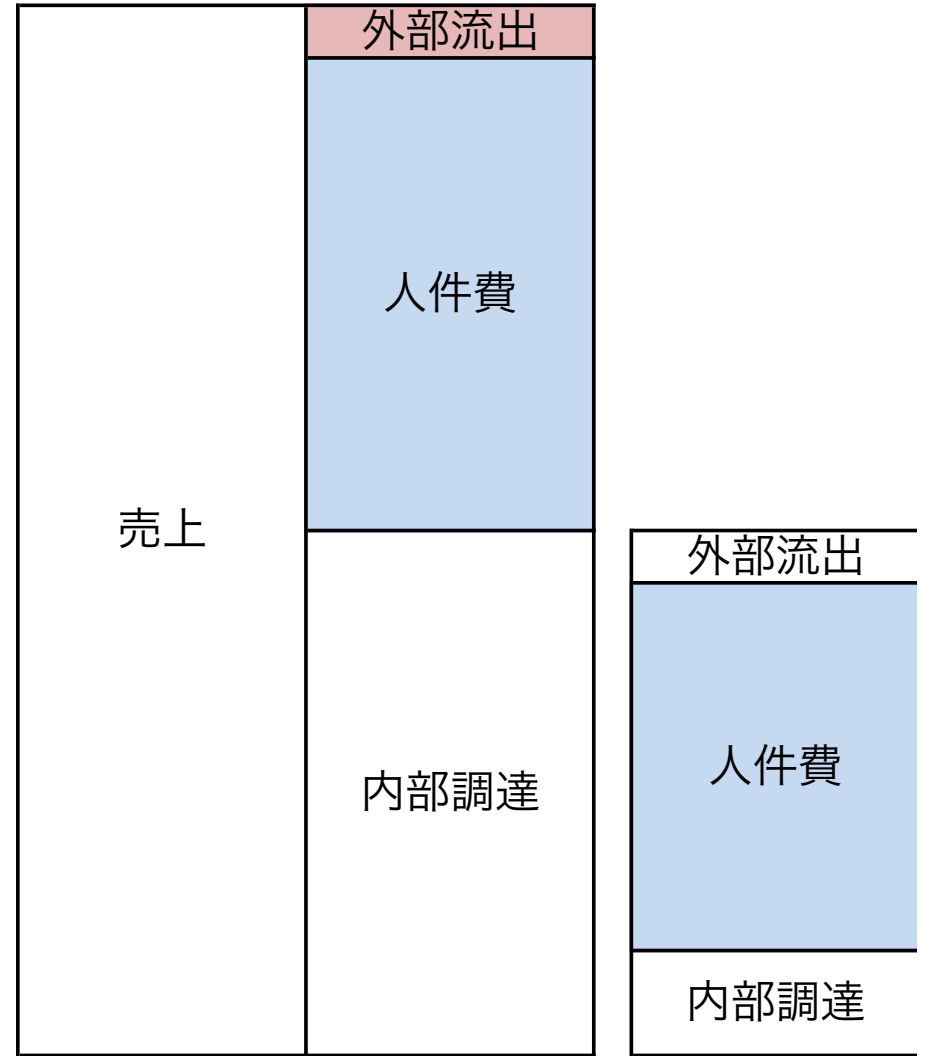 売上
外部流出
人件費
内部調達
外部流出
人件費
内部調達